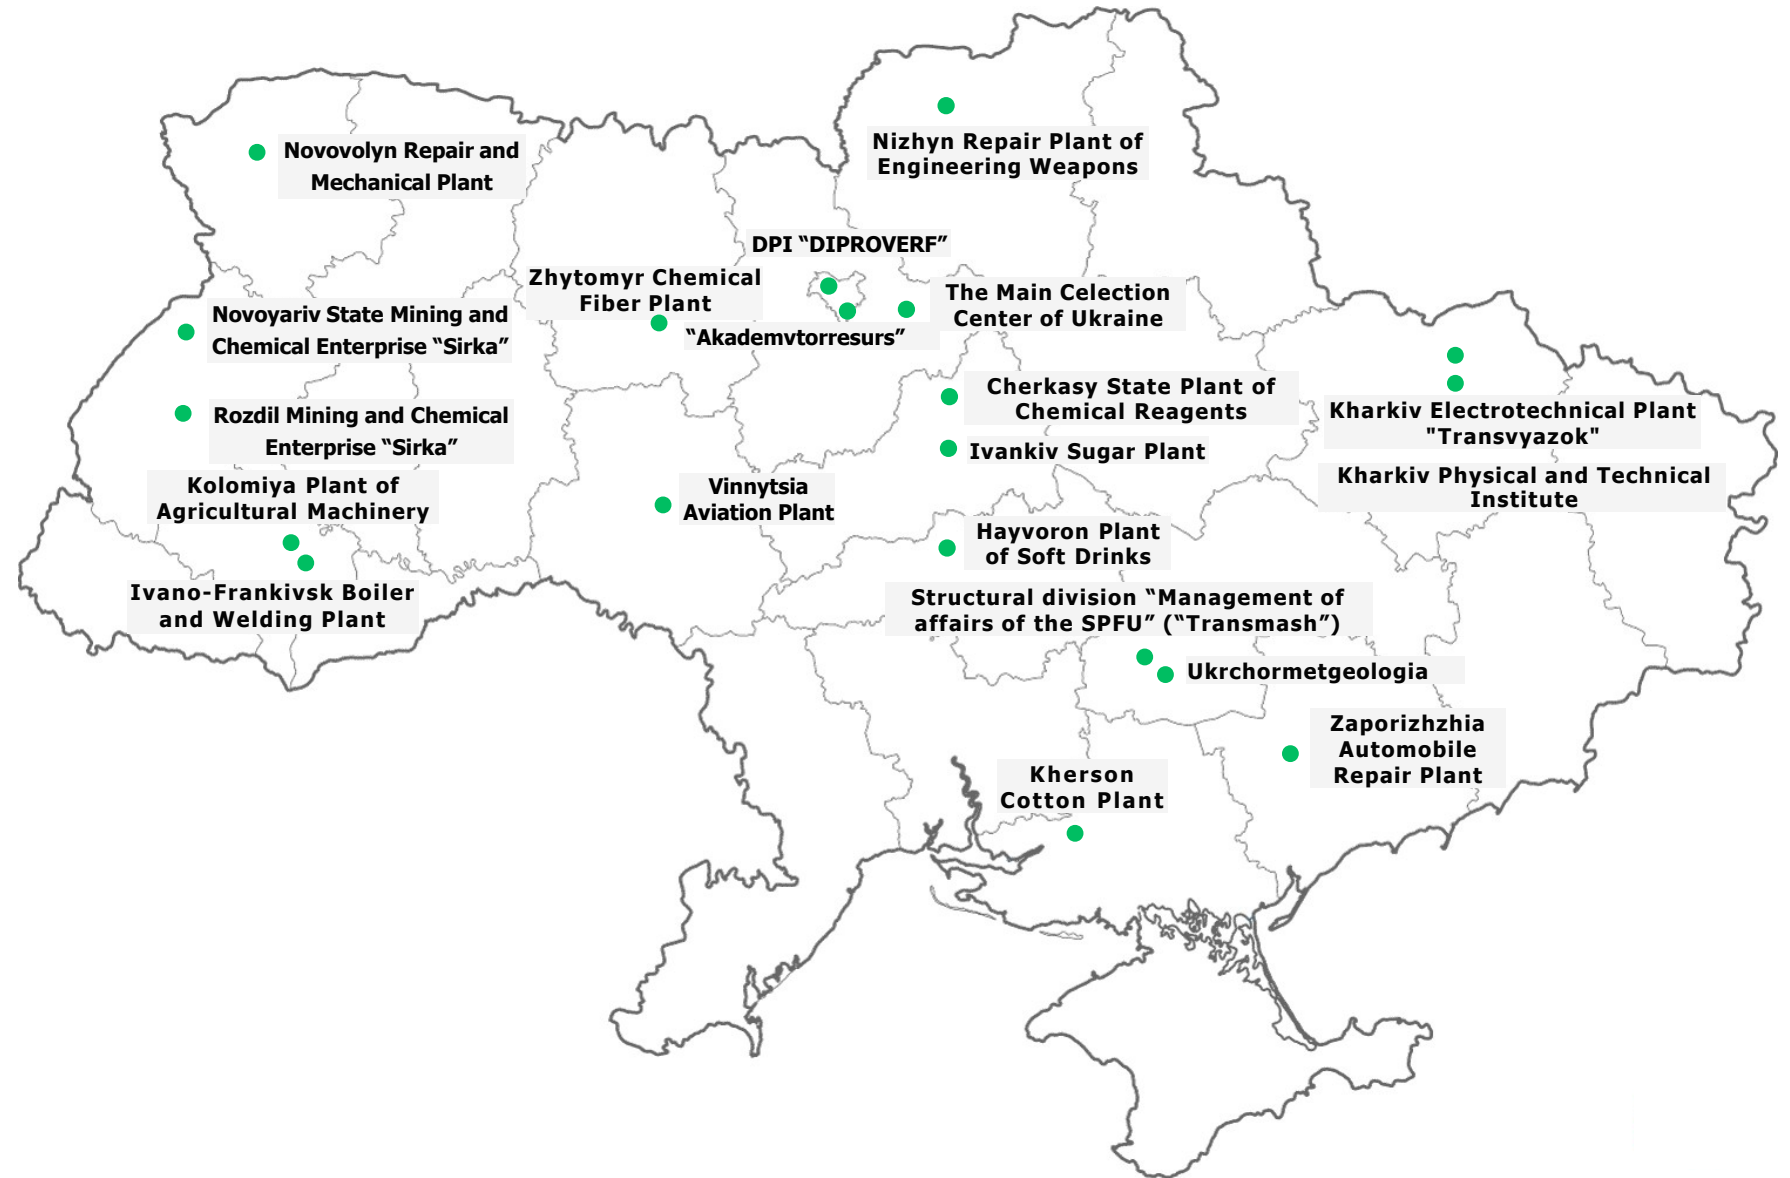 Nizhyn Repair Plant of
Engineering Weapons
Novovolyn Repair and
Mechanical Plant
DPI “DIPROVERF”
Zhytomyr Chemical
Fiber Plant
The Main Celection
Center of Ukraine
“Akademvtorresurs”
Novoyariv State Mining and
Chemical Enterprise “Sirka”
Cherkasy State Plant of
Chemical Reagents
Kharkiv Electrotechnical Plant
"Transvyazok"
Rozdil Mining and Chemical
Enterprise “Sirka”
Ivankiv Sugar Plant
Kharkiv Physical and Technical
Institute
Kolomiya Plant of
Agricultural Machinery
Vinnytsia
Aviation Plant
Hayvoron Plant
of Soft Drinks
Ivano-Frankivsk Boiler
and Welding Plant
Structural division “Management of
affairs of the SPFU” (“Transmash”)
Ukrchormetgeologia
Zaporizhzhia
Automobile
Repair Plant
Kherson
Cotton Plant